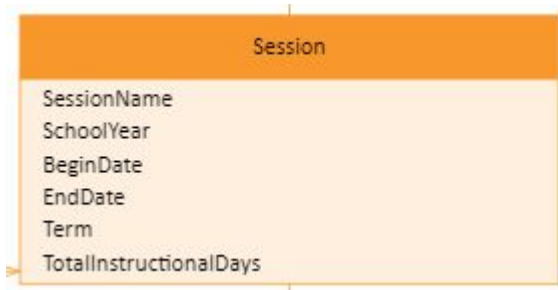 Session
SessionName
SchoolYear
BeginDate
EndDate
Term
TotalInstructionalDays